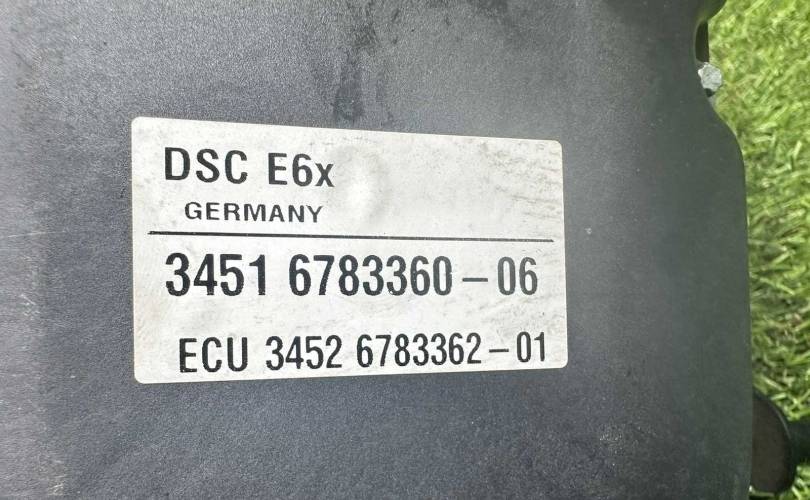 DSC E6x
GERMANY
3451 6783360-06
ECU 3452 6783362-01